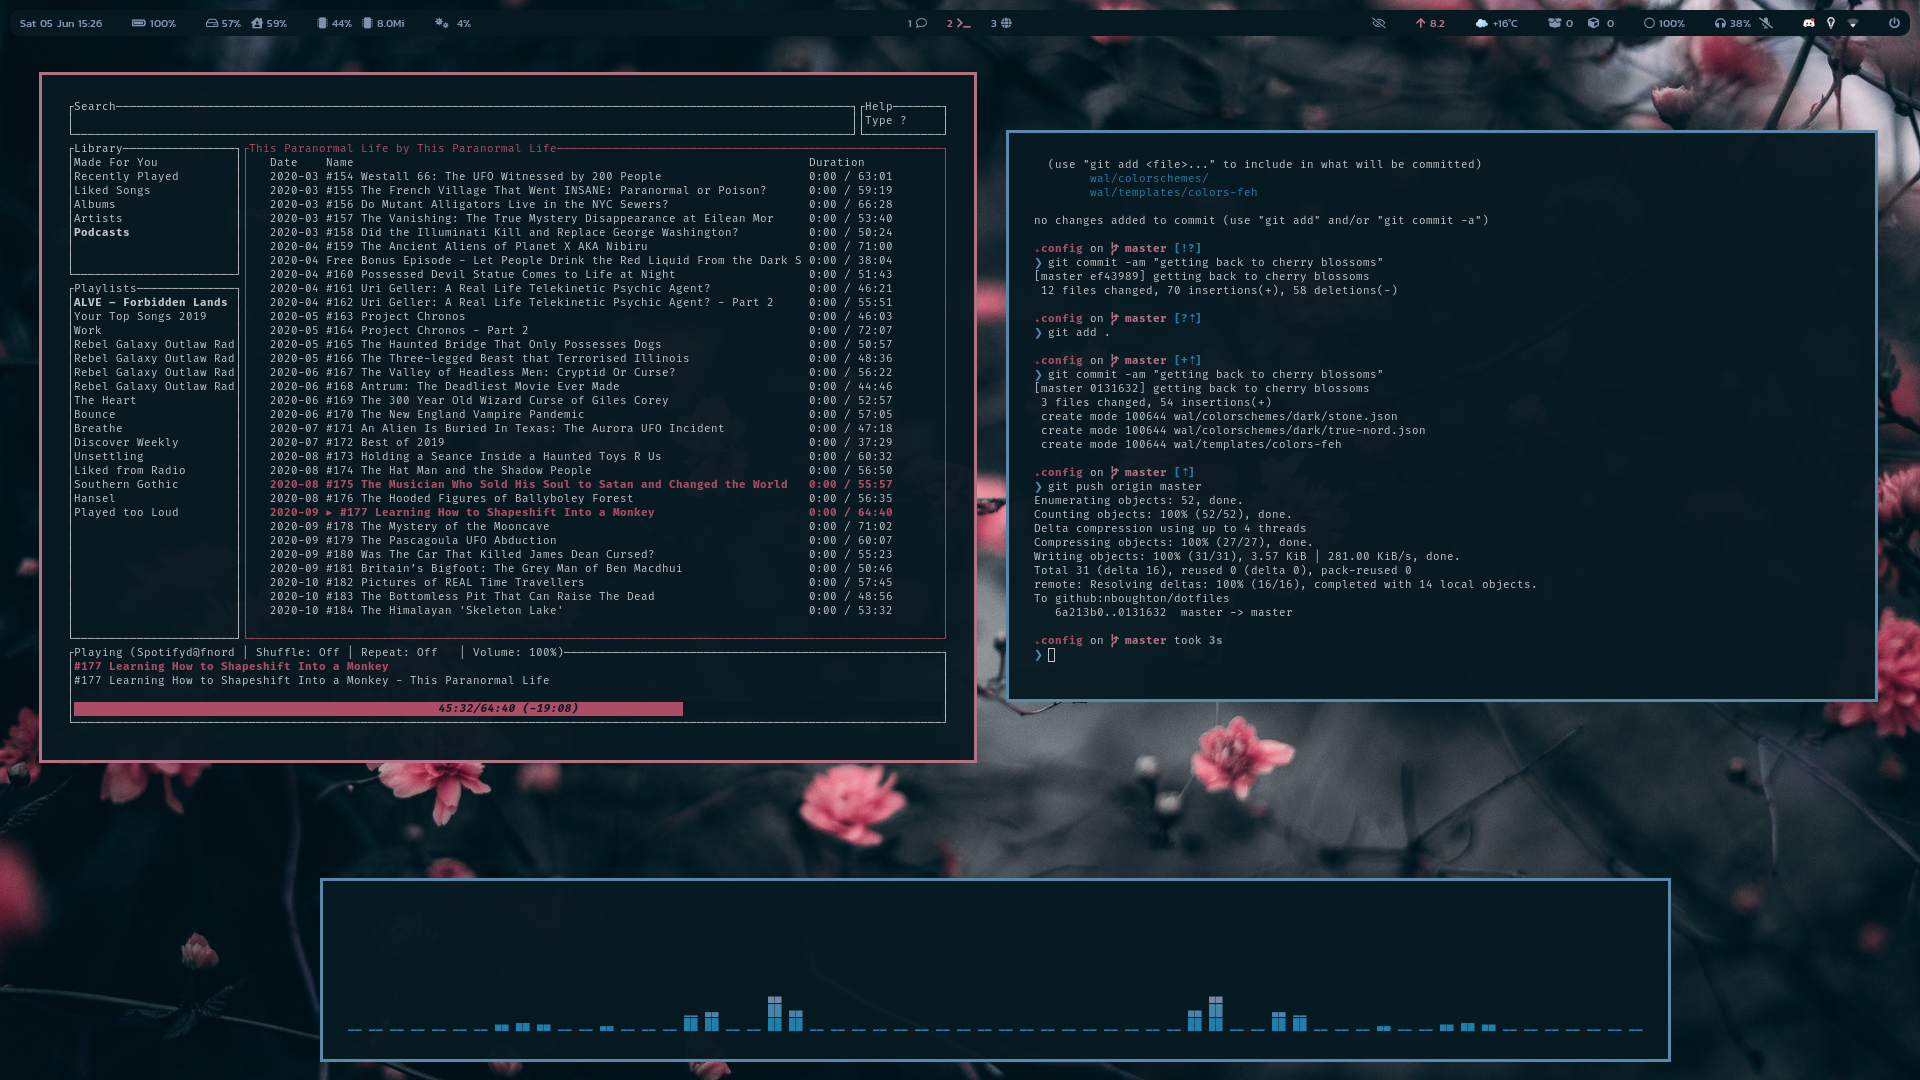 Sat 05 Jun 15:26 100% 57% 59% 44% 8.0Mi 4% 1 2 3 8.2 +16°C 0 0 100% 38%
Search
Help
Type ?
Library
Made For You
Recently Played
Liked Songs
Albums
Artists
Podcasts
Playlists
ALVE – Forbidden Lands
Your Top Songs 2019
Work
Rebel Galaxy Outlaw Rad
Rebel Galaxy Outlaw Rad
Rebel Galaxy Outlaw Rad
Rebel Galaxy Outlaw Rad
The Heart
Bounce
Breathe
Discover Weekly
Unsettling
Liked from Radio
Southern Gothic
Hansel
Played too Loud
This Paranormal Life by This Paranormal Life
Date Name Duration
2020-03 #154 Westall 66: The UFO Witnessed by 200 People 0:00 / 63:01
2020-03 #155 The French Village That Went INSANE: Paranormal or Poison? 0:00 / 59:19
2020-03 #156 Do Mutant Alligators Live in the NYC Sewers? 0:00 / 66:28
2020-03 #157 The Vanishing: The True Mystery Disappearance at Eilean Mor 0:00 / 53:40
2020-03 #158 Did the Illuminati Kill and Replace George Washington? 0:00 / 50:24
2020-04 #159 The Ancient Aliens of Planet X AKA Nibiru 0:00 / 71:00
2020-04 Free Bonus Episode - Let People Drink the Red Liquid From the Dark S 0:00 / 38:04
2020-04 #160 Possessed Devil Statue Comes to Life at Night 0:00 / 51:43
2020-04 #161 Uri Geller: A Real Life Telekinetic Psychic Agent? 0:00 / 46:21
2020-04 #162 Uri Geller: A Real Life Telekinetic Psychic Agent? - Part 2 0:00 / 55:51
2020-05 #163 Project Chronos 0:00 / 46:03
2020-05 #164 Project Chronos - Part 2 0:00 / 72:07
2020-05 #165 The Haunted Bridge That Only Possesses Dogs 0:00 / 50:57
2020-05 #166 The Three-legged Beast that Terrorised Illinois 0:00 / 48:36
2020-06 #167 The Valley of Headless Men: Cryptid Or Curse? 0:00 / 56:22
2020-06 #168 Antrum: The Deadliest Movie Ever Made 0:00 / 44:46
2020-06 #169 The 300 Year Old Wizard Curse of Giles Corey 0:00 / 52:57
2020-06 #170 The New England Vampire Pandemic 0:00 / 57:05
2020-07 #171 An Alien Is Buried In Texas: The Aurora UFO Incident 0:00 / 47:18
2020-07 #172 Best of 2019 0:00 / 37:29
2020-08 #173 Holding a Seance Inside a Haunted Toys R Us 0:00 / 60:32
2020-08 #174 The Hat Man and the Shadow People 0:00 / 56:50
2020-08 #175 The Musician Who Sold His Soul to Satan and Changed the World 0:00 / 55:57
2020-08 #176 The Hooded Figures of Ballyboley Forest 0:00 / 56:35
2020-09 ▶ #177 Learning How to Shapeshift Into a Monkey 0:00 / 64:40
2020-09 #178 The Mystery of the Mooncave 0:00 / 71:02
2020-09 #179 The Pascagoula UFO Abduction 0:00 / 60:07
2020-09 #180 Was The Car That Killed James Dean Cursed? 0:00 / 55:23
2020-09 #181 Britain's Bigfoot: The Grey Man of Ben Macdhui 0:00 / 50:46
2020-10 #182 Pictures of REAL Time Travellers 0:00 / 57:45
2020-10 #183 The Bottomless Pit That Can Raise The Dead 0:00 / 48:56
2020-10 #184 The Himalayan 'Skeleton Lake' 0:00 / 53:32
Playing (Spotifyd@fnord | Shuffle: Off | Repeat: Off | Volume: 100%)
#177 Learning How to Shapeshift Into a Monkey
#177 Learning How to Shapeshift Into a Monkey - This Paranormal Life
45:32/64:40 (-19:08)
(use "git add <file>..." to include in what will be committed)
wal/colorschemes/
wal/templates/colors-feh
no changes added to commit (use "git add" and/or "git commit -a")
.config on master [!?]
❯ git commit -am "getting back to cherry blossoms"
[master ef43989] getting back to cherry blossoms
12 files changed, 70 insertions(+), 58 deletions(-)
.config on master [?⇡]
❯ git add .
.config on master [+⇡]
❯ git commit -am "getting back to cherry blossoms"
[master 0131632] getting back to cherry blossoms
3 files changed, 54 insertions(+)
create mode 100644 wal/colorschemes/dark/stone.json
create mode 100644 wal/colorschemes/dark/true-nord.json
create mode 100644 wal/templates/colors-feh
.config on master [⇡]
❯ git push origin master
Enumerating objects: 52, done.
Counting objects: 100% (52/52), done.
Delta compression using up to 4 threads
Compressing objects: 100% (27/27), done.
Writing objects: 100% (31/31), 3.57 KiB | 281.00 KiB/s, done.
Total 31 (delta 16), reused 0 (delta 0), pack-reused 0
remote: Resolving deltas: 100% (16/16), completed with 14 local objects.
To github:nboughton/dotfiles
6a213b0..0131632 master -> master
.config on master took 3s
❯